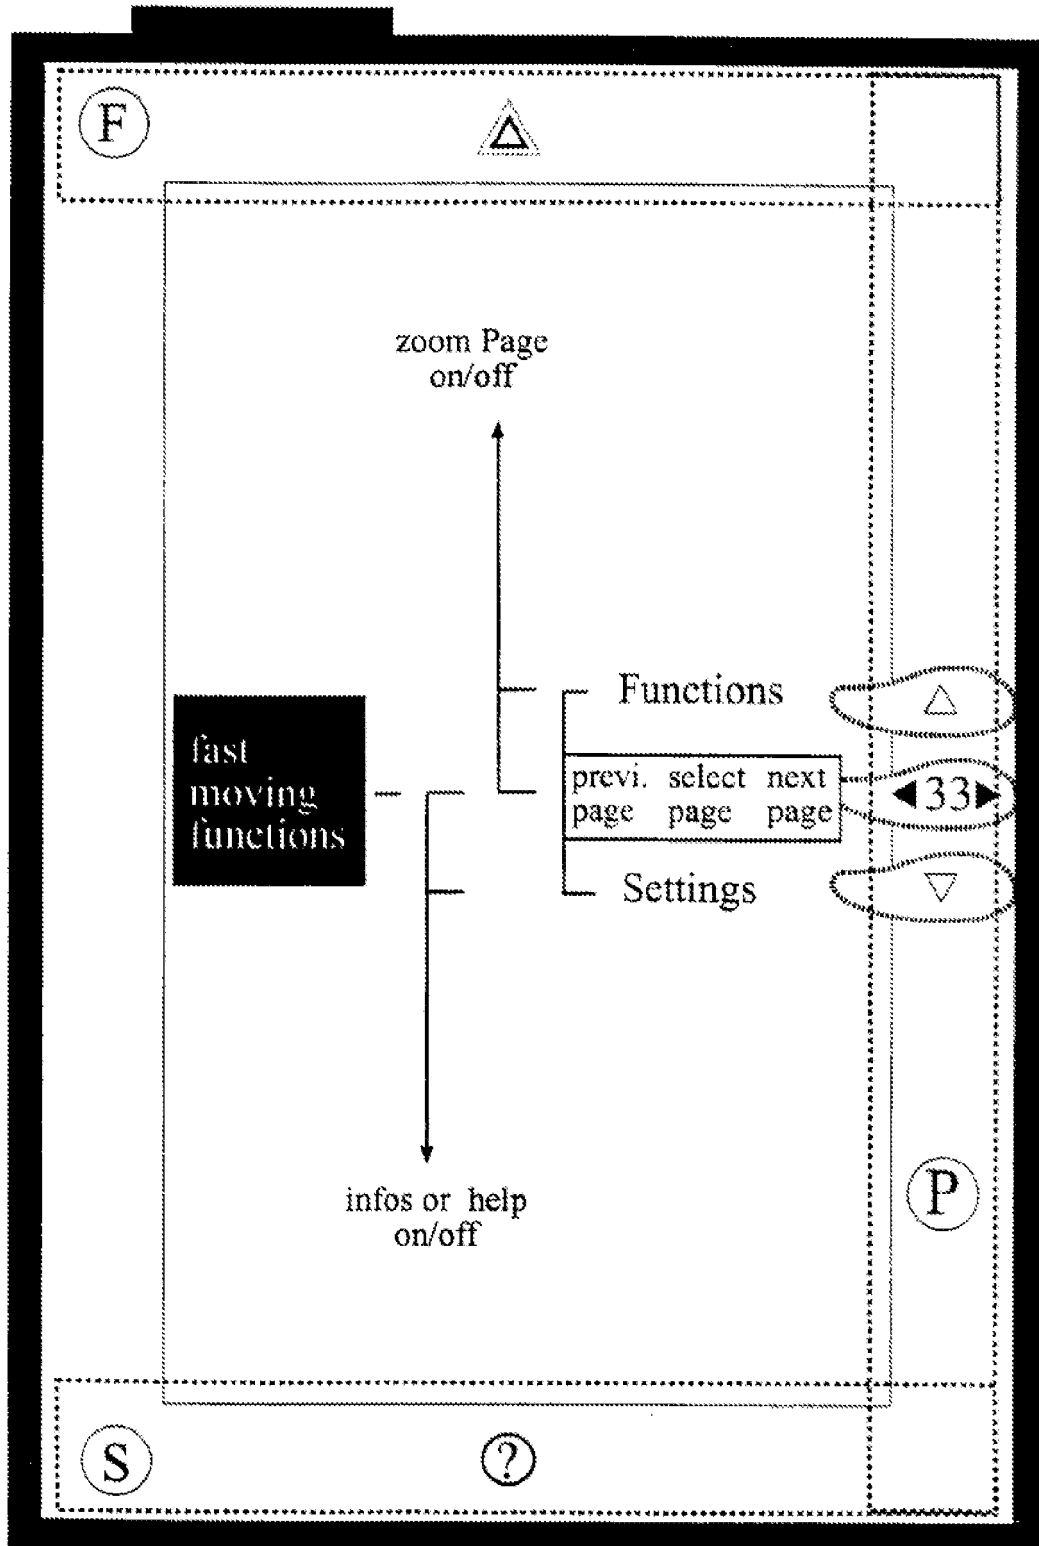 F
zoom Page
on/off
Functions
fast
moving
functions
previ. select next
page page page
33
Settings
P
infos or help
on/off
S
?